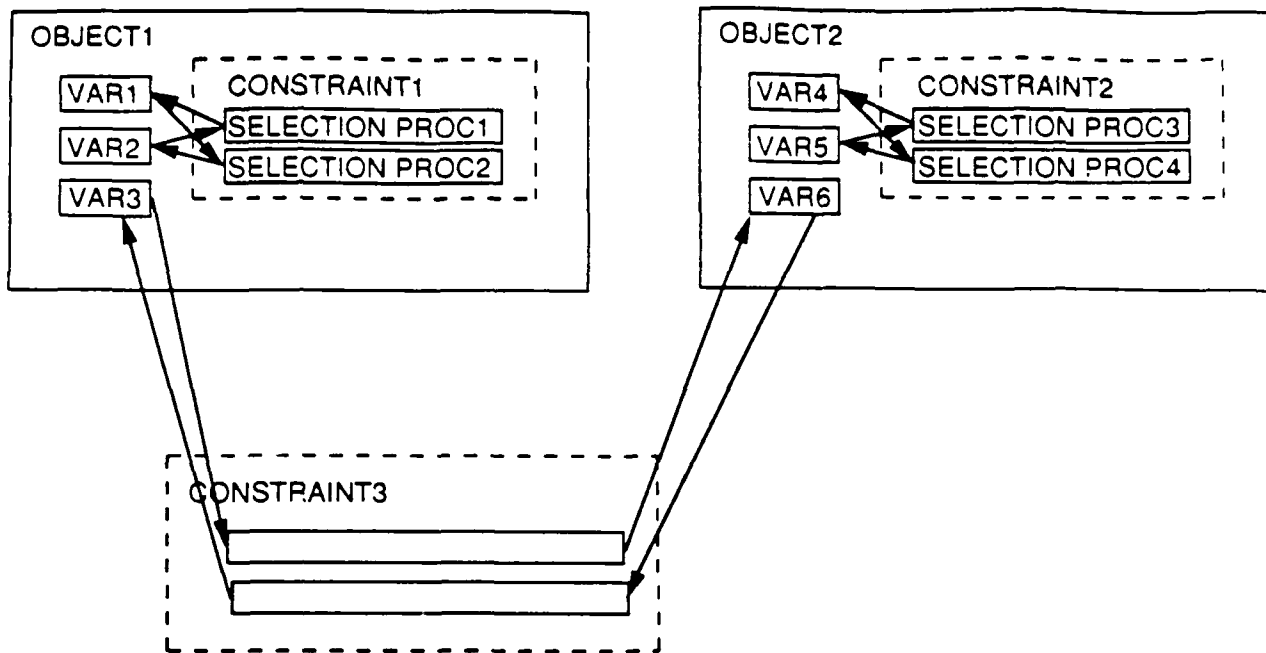 OBJECT1
VAR1
VAR2
VAR3
CONSTRAINT1
SELECTION PROC1
SELECTION PROC2
OBJECT2
VAR4
VAR5
VAR6
CONSTRAINT2
SELECTION PROC3
SELECTION PROC4
CONSTRAINT3